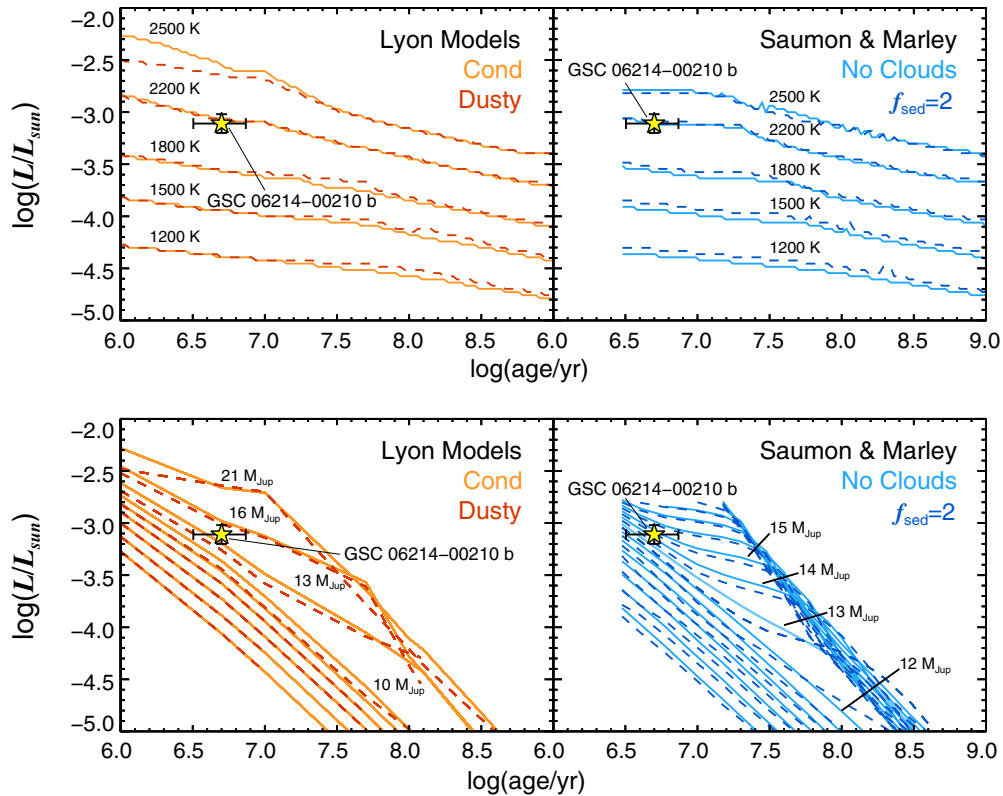 −2.0
−2.5
−3.0
−3.5
−4.0
−4.5
−5.0
log(L/Lsun)
2500 K
2200 K
1800 K
1500 K
1200 K
Lyon Models
Cond
Dusty
GSC 06214−00210 b
6.0 6.5 7.0 7.5 8.0 8.5 6.0
Saumon & Marley
No Clouds
fsed=2
GSC 06214−00210 b
2500 K
2200 K
1800 K
1500 K
1200 K
6.5 7.0 7.5 8.0 8.5 9.0
log(age/yr)
−2.0
−2.5
−3.0
−3.5
−4.0
−4.5
−5.0
log(L/Lsun)
Lyon Models
Cond
Dusty
21 MJup
16 MJup
GSC 06214−00210 b
13 MJup
10 MJup
6.0 6.5 7.0 7.5 8.0 8.5 6.0
Saumon & Marley
No Clouds
fsed=2
GSC 06214−00210 b
15 MJup
14 MJup
13 MJup
12 MJup
6.5 7.0 7.5 8.0 8.5 9.0
log(age/yr)